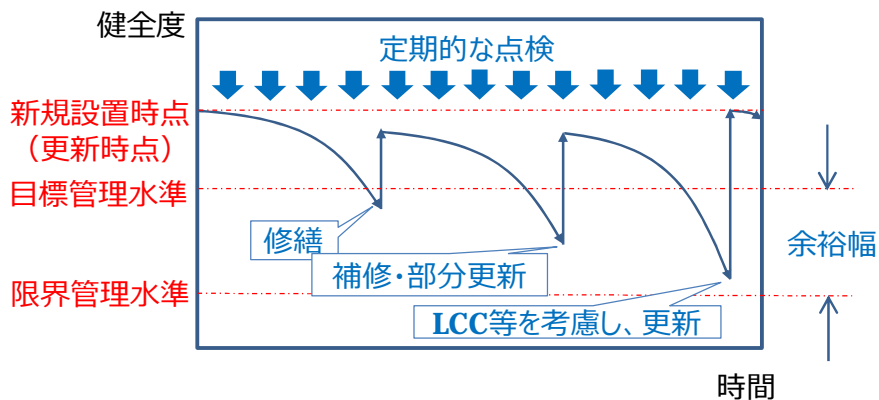 健全度
定期的な点検
新規設置時点
（更新時点）
目標管理水準
修繕
余裕幅
補修・部分更新
限界管理水準
LCC等を考慮し、更新
時間